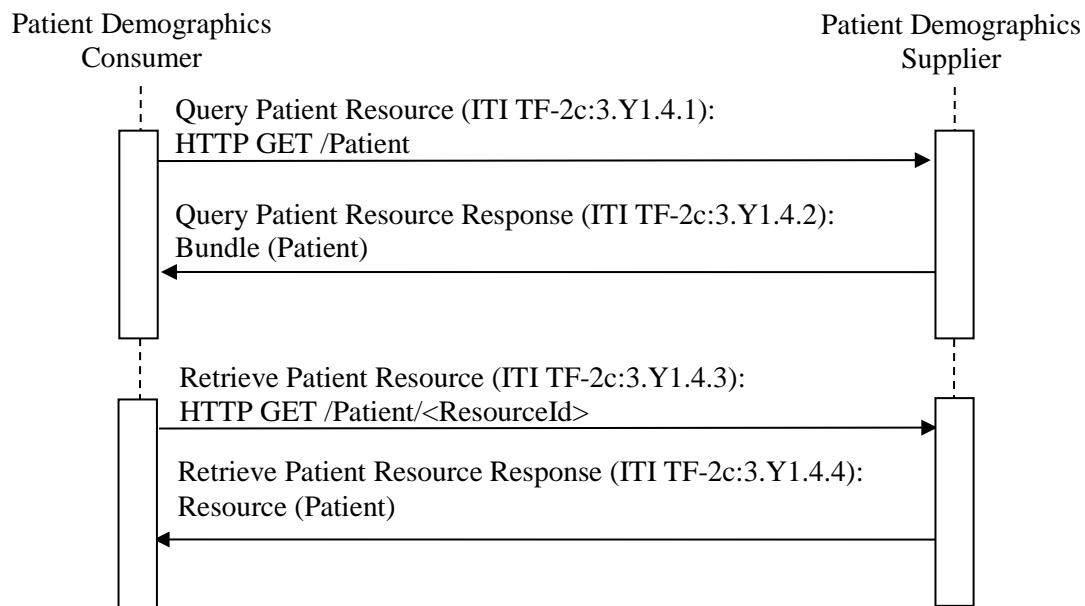 Patient Demographics
Consumer
Patient Demographics
Supplier
Query Patient Resource (ITI TF-2c:3.Y1.4.1):
HTTP GET /Patient
Query Patient Resource Response (ITI TF-2c:3.Y1.4.2):
Bundle (Patient)
Retrieve Patient Resource (ITI TF-2c:3.Y1.4.3):
HTTP GET /Patient/<ResourceId>
Retrieve Patient Resource Response (ITI TF-2c:3.Y1.4.4):
Resource (Patient)